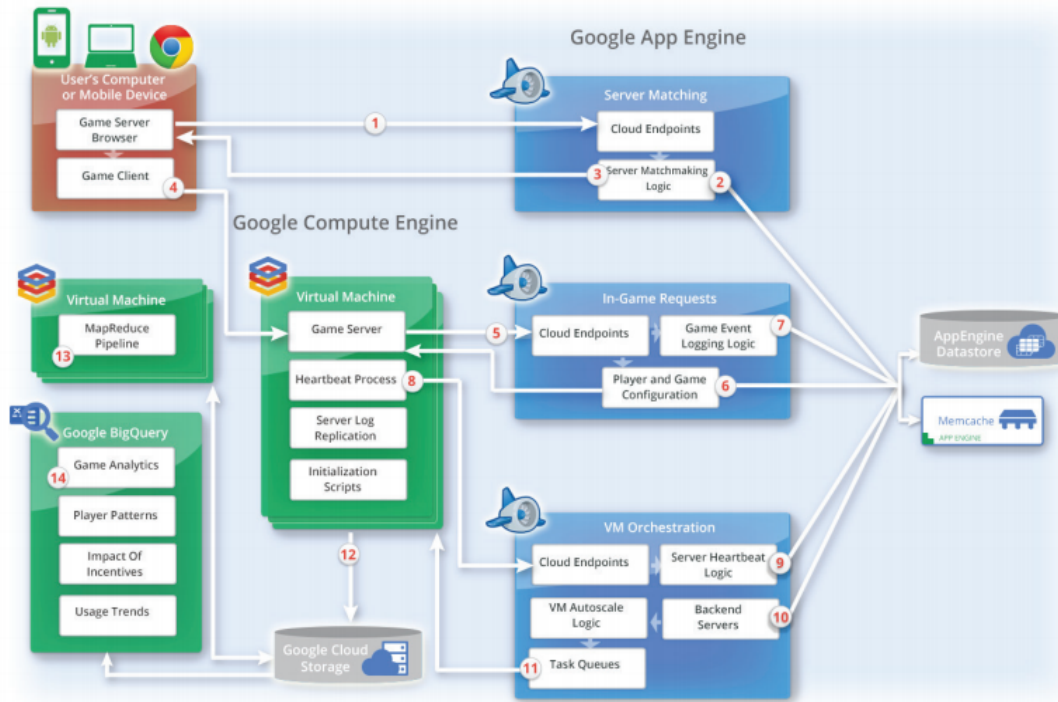 Google App Engine
User's Computer
or Mobile Device
Game Server
Browser
Game Client
4
1
Server Matching
Cloud Endpoints
3
Server Matchmaking
Logic
2
Google Compute Engine
Virtual Machine
MapReduce
Pipeline
13
Virtual Machine
Game Server
Heartbeat Process
8
Server Log
Replication
Initialization
Scripts
5
In-Game Requests
Cloud Endpoints
Game Event
Logging Logic
7
Player and Game
Configuration
6
AppEngine
Datastore
Memcache
APP ENGINE
Google BigQuery
Game Analytics
14
Player Patterns
Impact Of
Incentives
Usage Trends
12
Google Cloud
Storage
VM Orchestration
Cloud Endpoints
Server Heartbeat
Logic
9
VM Autoscale
Logic
Backend
Servers
10
11
Task Queues